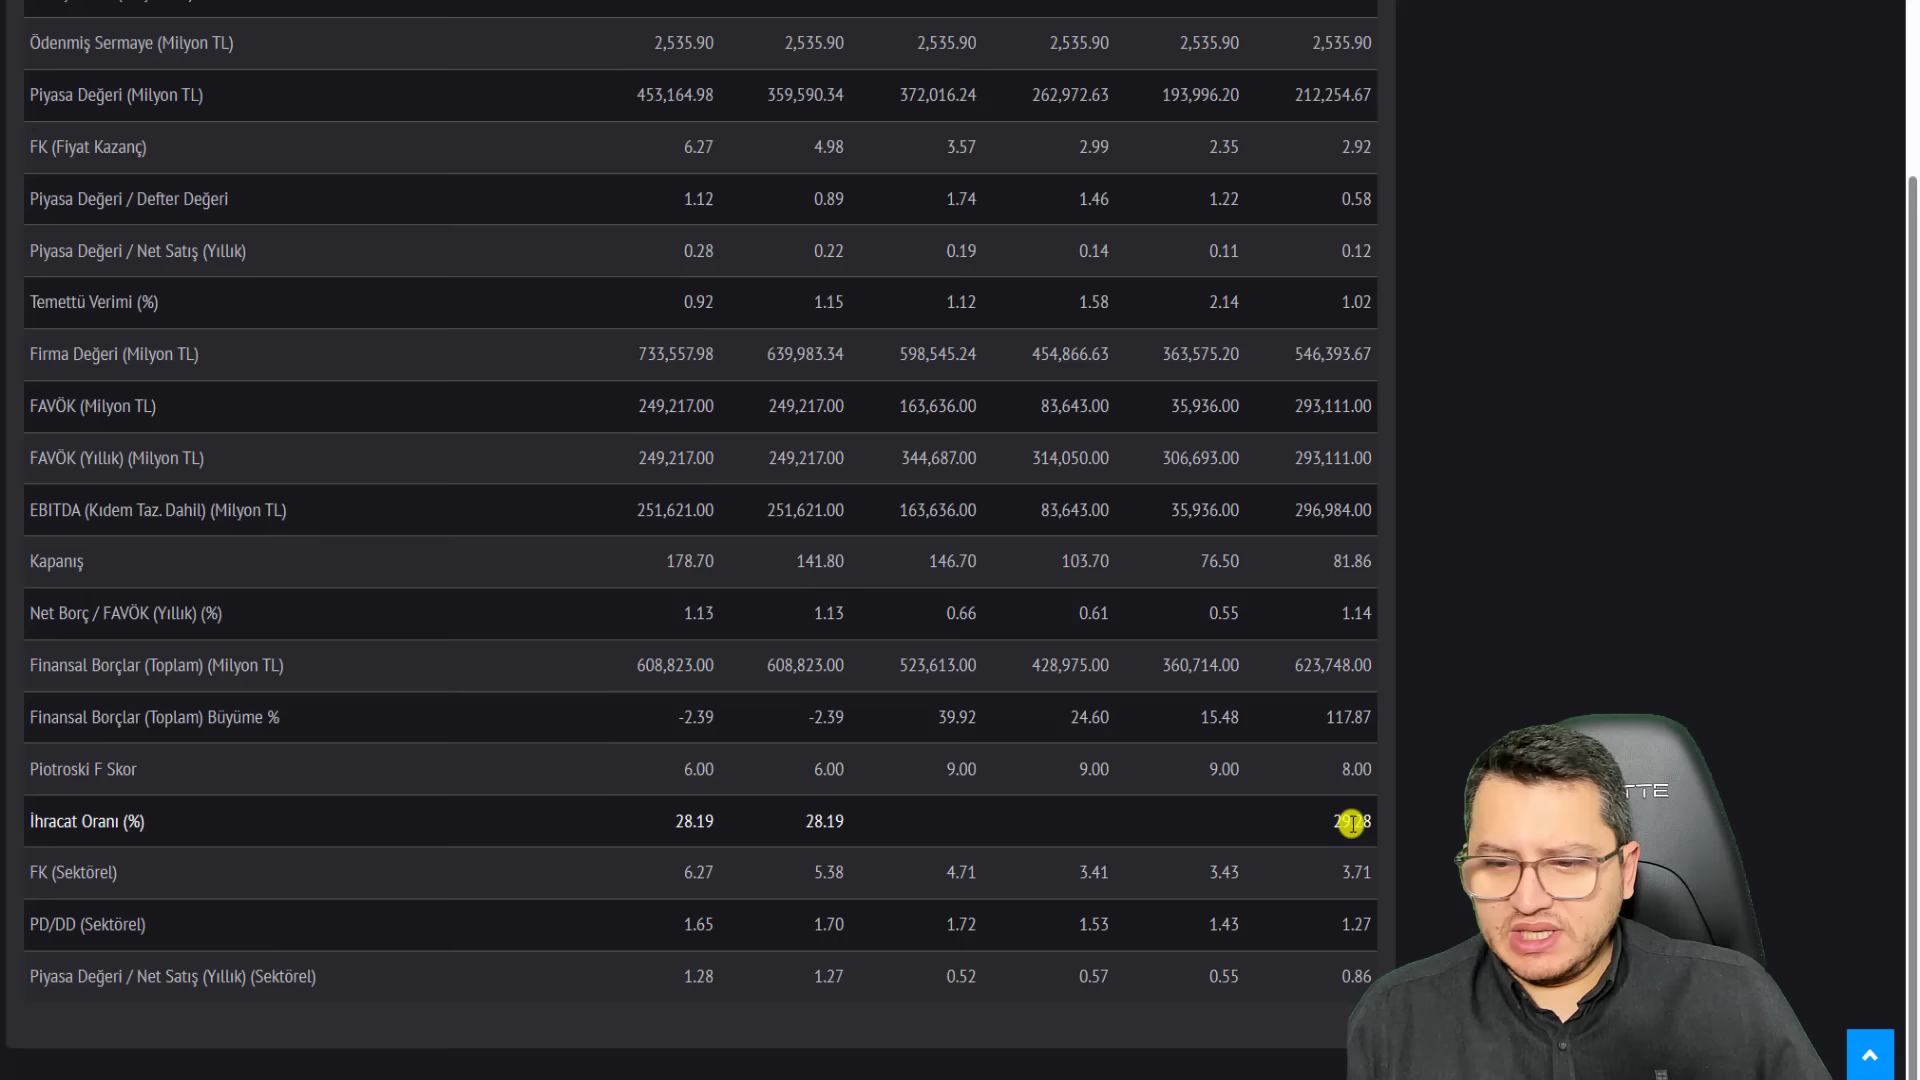 Ödenmiş Sermaye (Milyon TL) 2,535.90 2,535.90 2,535.90 2,535.90 2,535.90 2,535.90
Piyasa Değeri (Milyon TL) 453,164.98 359,590.34 372,016.24 262,972.63 193,996.20 212,254.67
FK (Fiyat Kazanç) 6.27 4.98 3.57 2.99 2.35 2.92
Piyasa Değeri / Defter Değeri 1.12 0.89 1.74 1.46 1.22 0.58
Piyasa Değeri / Net Satış (Yıllık) 0.28 0.22 0.19 0.14 0.11 0.12
Temettü Verimi (%) 0.92 1.15 1.12 1.58 2.14 1.02
Firma Değeri (Milyon TL) 733,557.98 639,983.34 598,545.24 454,866.63 363,575.20 546,393.67
FAVÖK (Milyon TL) 249,217.00 249,217.00 163,636.00 83,643.00 35,936.00 293,111.00
FAVÖK (Yıllık) (Milyon TL) 249,217.00 249,217.00 344,687.00 314,050.00 306,693.00 293,111.00
EBITDA (Kıdem Taz. Dahil) (Milyon TL) 251,621.00 251,621.00 163,636.00 83,643.00 35,936.00 296,984.00
Kapanış 178.70 141.80 146.70 103.70 76.50 81.86
Net Borç / FAVÖK (Yıllık) (%) 1.13 1.13 0.66 0.61 0.55 1.14
Finansal Borçlar (Toplam) (Milyon TL) 608,823.00 608,823.00 523,613.00 428,975.00 360,714.00 623,748.00
Finansal Borçlar (Toplam) Büyüme % -2.39 -2.39 39.92 24.60 15.48 117.87
Piotroski F Skor 6.00 6.00 9.00 9.00 9.00 8.00
İhracat Oranı (%) 28.19 28.19
FK (Sektörel) 6.27 5.38 4.71 3.41 3.43 3.71
PD/DD (Sektörel) 1.65 1.70 1.72 1.53 1.43 1.27
Piyasa Değeri / Net Satış (Yıllık) (Sektörel) 1.28 1.27 0.52 0.57 0.55 0.86